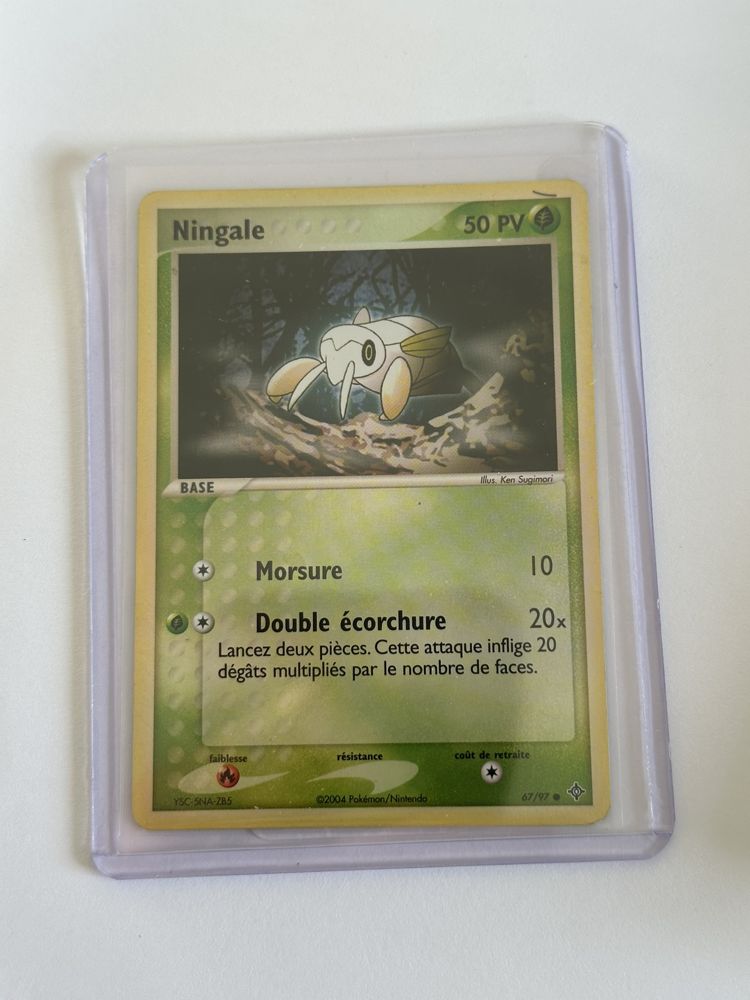 Ningale
50 PV
Illus. Ken Sugimori
BASE
Morsure 10
Double écorchure 20x
Lancez deux pièces. Cette attaque inflige 20
dégâts multipliés par le nombre de faces.
faiblesse résistance coût de retraite
YSC-5NA-ZB5 ©2004 Pokémon/Nintendo 67/97